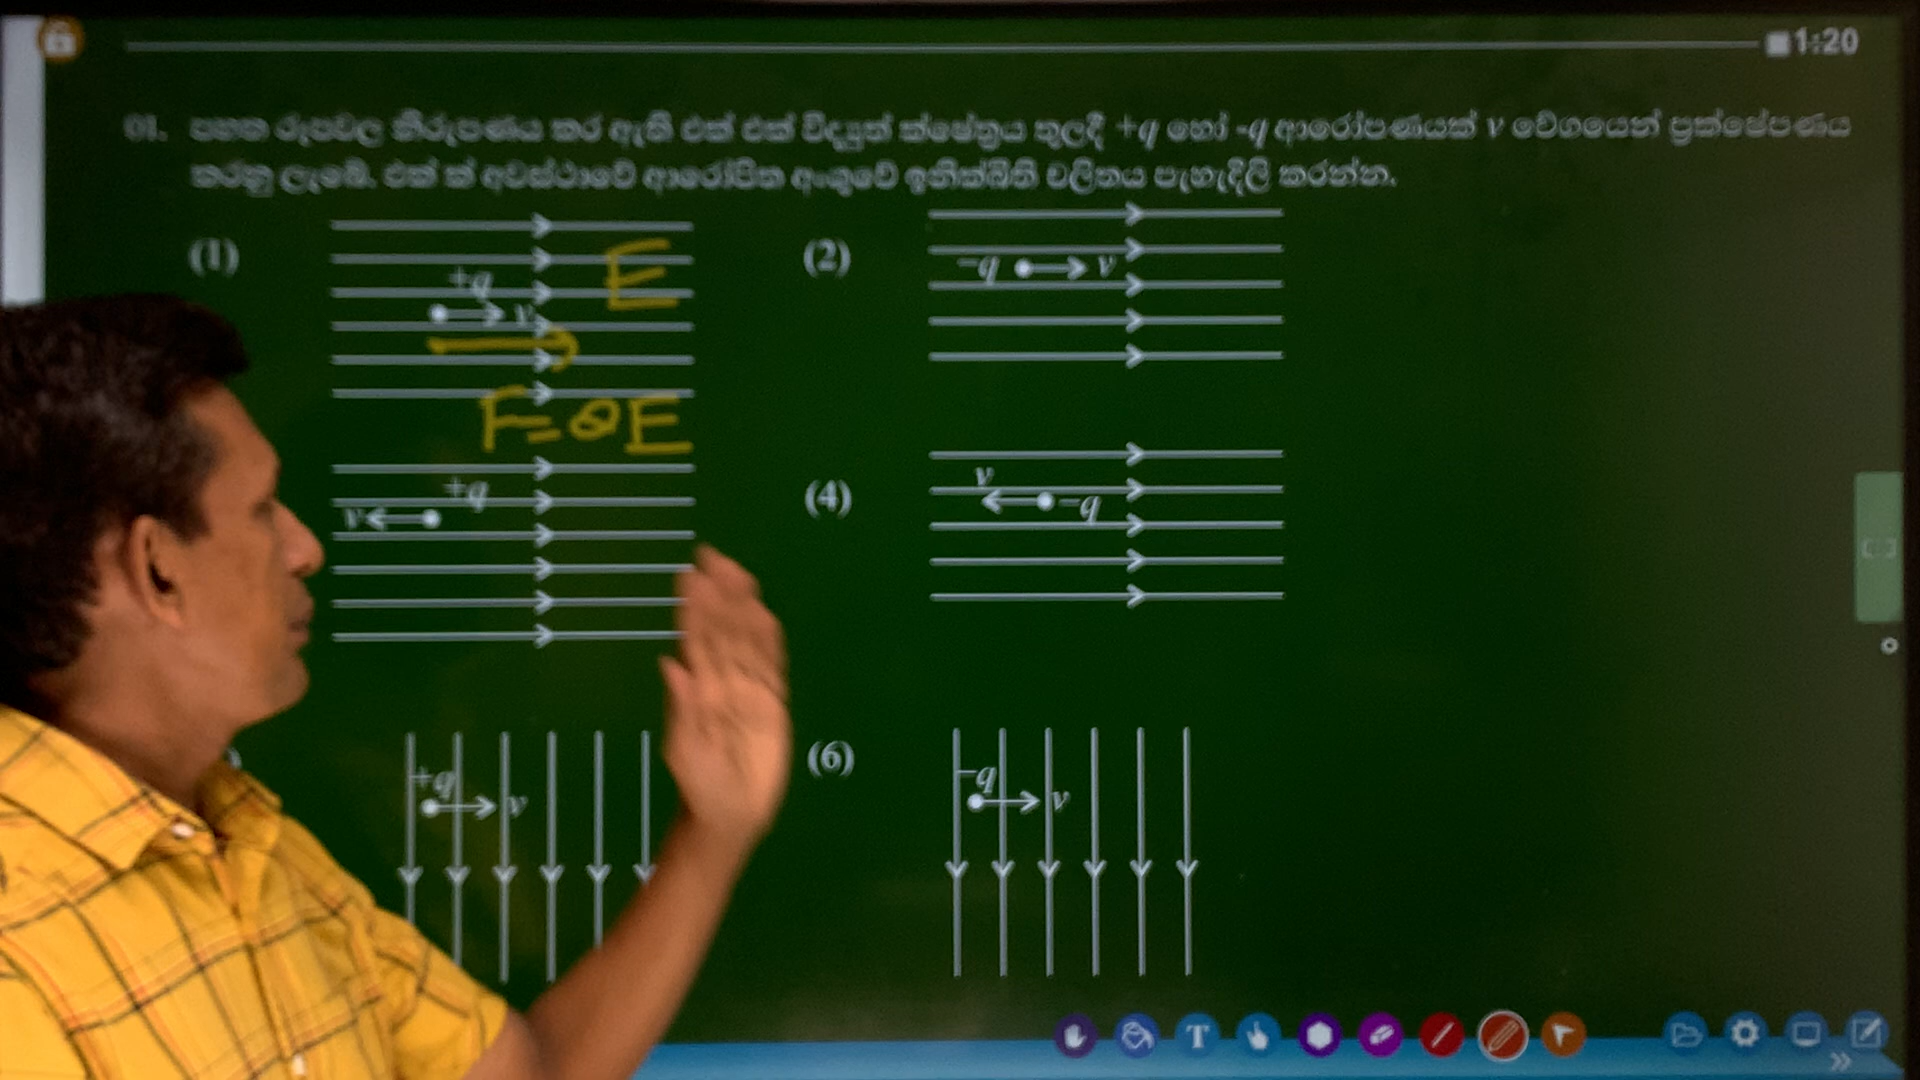 1:20
01. පහත රූපවල නිරූපණය කර ඇති එක් එක් විද්‍යුත් ක්ෂේත්‍රය තුලදී +q හෝ -q ආරෝපණයක් v වේගයෙන් ප්‍රක්ෂේපණය
කරනු ලැබේ. එක් ක් අවස්ථාවේ ආරෝපිත අංශුවේ ඉනික්බිති චලිතය පැහැදිලි කරන්න.
(1)
+q
v
E
F=QE
(2)
-q v
+q
v
(4)
v
-q
+q
v
(6)
-q
v
T